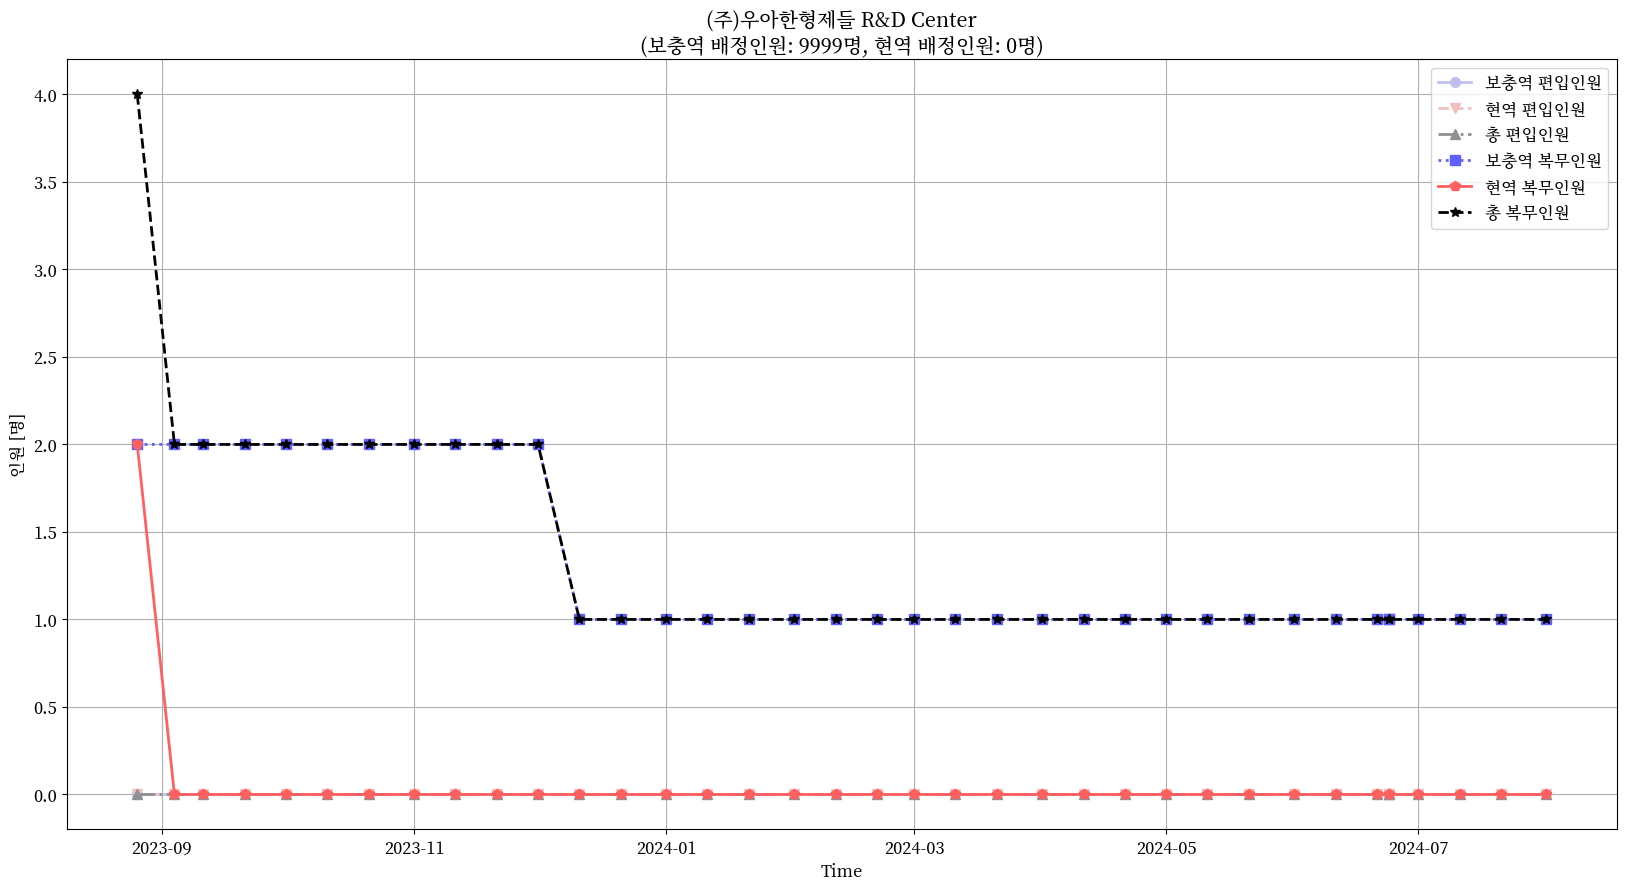 (주)우아한형제들 R&D Center
(보충역 배정인원: 9999명, 현역 배정인원: 0명)
보충역 편입인원
현역 편입인원
총 편입인원
보충역 복무인원
현역 복무인원
총 복무인원
인원 [명]
4.0
3.5
3.0
2.5
2.0
1.5
1.0
0.5
0.0
2023-09
2023-11
2024-01
2024-03
2024-05
2024-07
Time